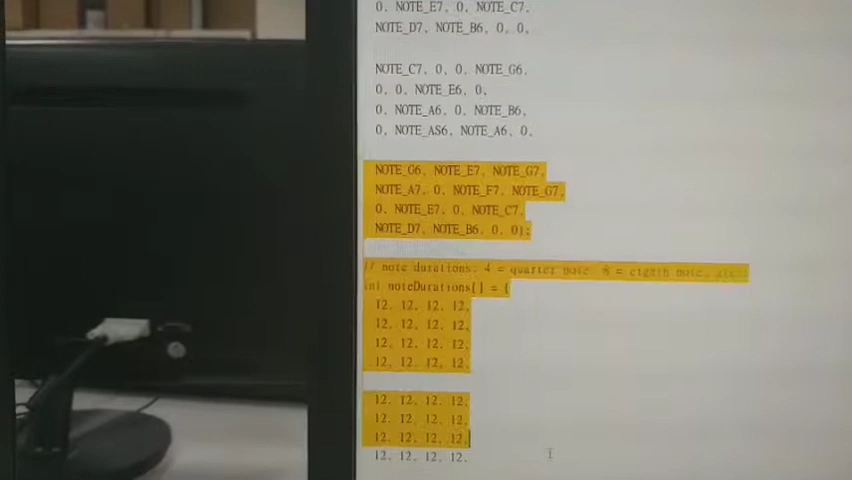 0, NOTE_E7, 0, NOTE_C7,
NOTE_D7, NOTE_B6, 0, 0,
NOTE_C7, 0, 0, NOTE_G6,
0, 0, NOTE_E6, 0,
0, NOTE_A6, 0, NOTE_B6,
0, NOTE_AS6, NOTE_A6, 0,
NOTE_G6, NOTE_E7, NOTE_G7,
NOTE_A7, 0, NOTE_F7, NOTE_G7,
0, NOTE_E7, 0, NOTE_C7,
NOTE_D7, NOTE_B6, 0, 0};
// note durations: 4 = quarter note, 8 = eigth note, etc.:
int noteDurations[] = {
12, 12, 12, 12,
12, 12, 12, 12,
12, 12, 12, 12,
12, 12, 12, 12,
12, 12, 12, 12,
12, 12, 12, 12,
12, 12, 12, 12,
12, 12, 12, 12,